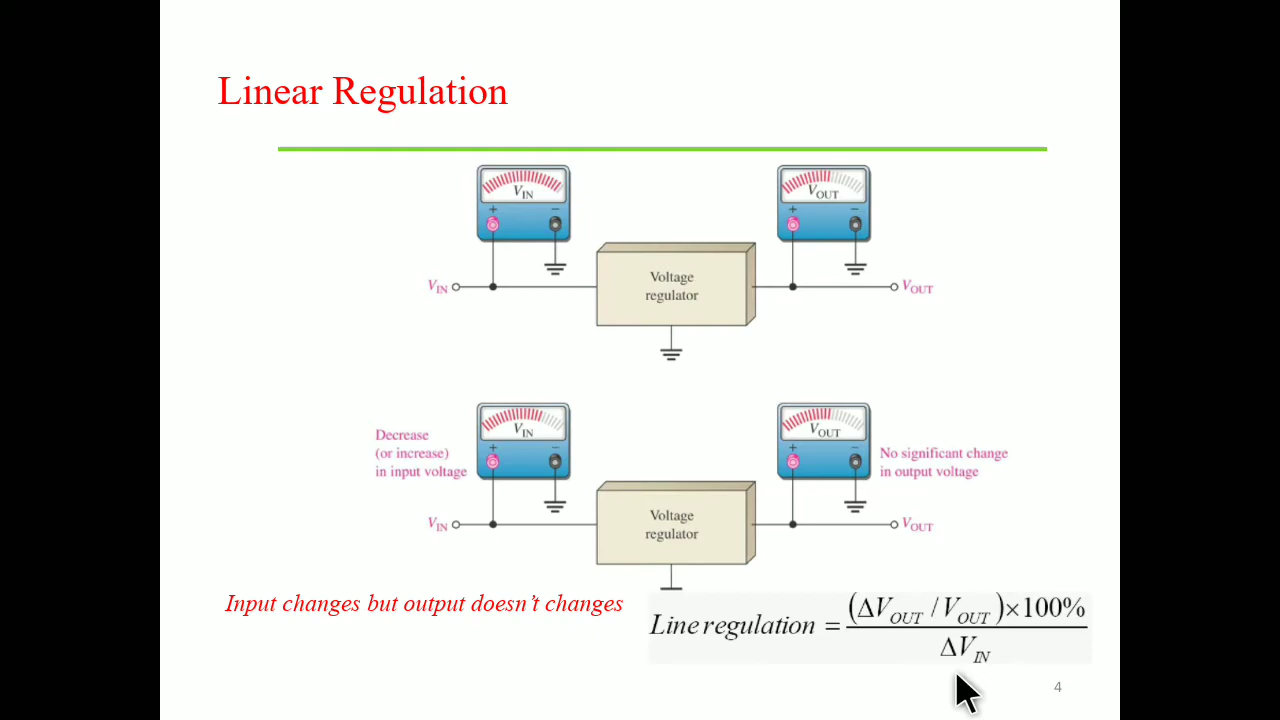 Linear Regulation
V_IN
V_OUT
+ −
+ −
Voltage
regulator
V_IN
V_OUT
V_IN
V_OUT
+ −
+ −
Decrease
(or increase)
in input voltage
No significant change
in output voltage
Voltage
regulator
V_IN
V_OUT
Input changes but output doesn’t changes
Line regulation = (ΔV_OUT / V_OUT)×100% / ΔV_IN
4